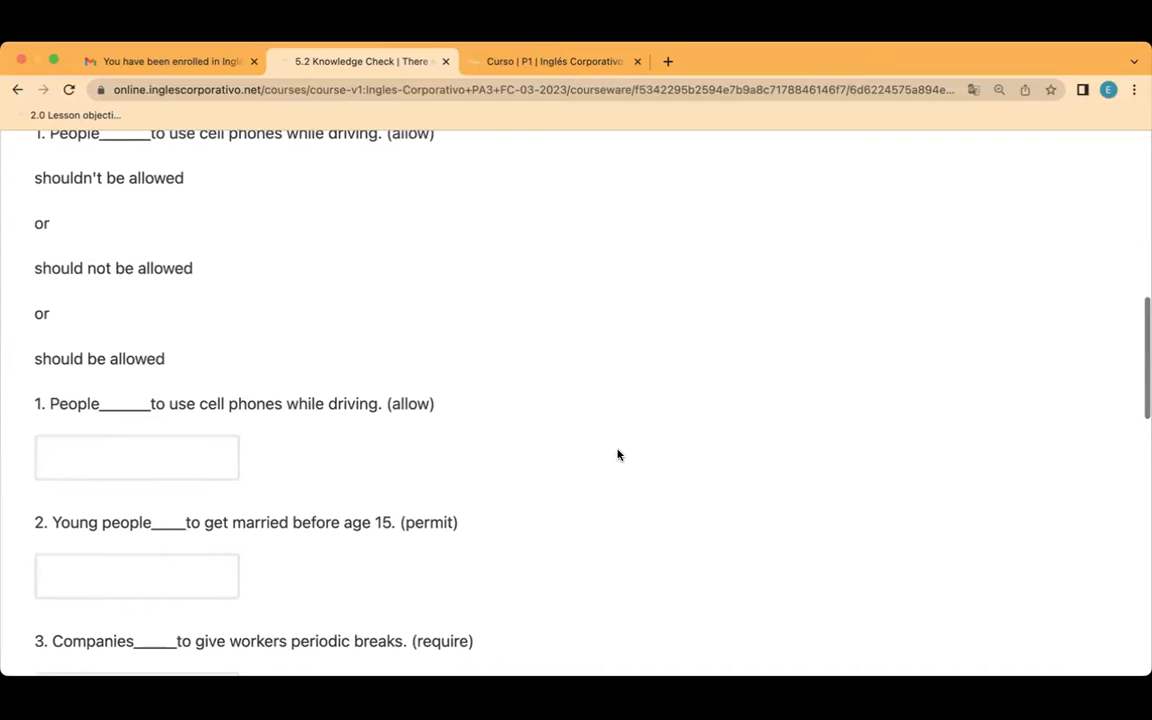 You have been enrolled in Inglé
5.2 Knowledge Check | There
Curso | P1 | Inglés Corporativo
online.inglescorporativo.net/courses/course-v1:Ingles-Corporativo+PA3+FC-03-2023/courseware/f5342295b2594e7b9a8c7178846146f7/6d6224575a894e...
E
2.0 Lesson objecti...
1. People______to use cell phones while driving. (allow)
shouldn't be allowed
or
should not be allowed
or
should be allowed
1. People______to use cell phones while driving. (allow)
2. Young people____to get married before age 15. (permit)
3. Companies_____to give workers periodic breaks. (require)